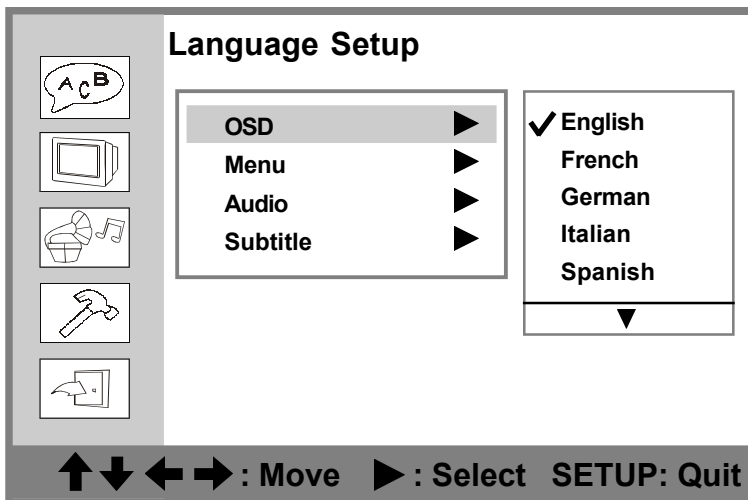 Language Setup
A C B
OSD
Menu
Audio
Subtitle
English
French
German
Italian
Spanish
: Move : Select SETUP: Quit